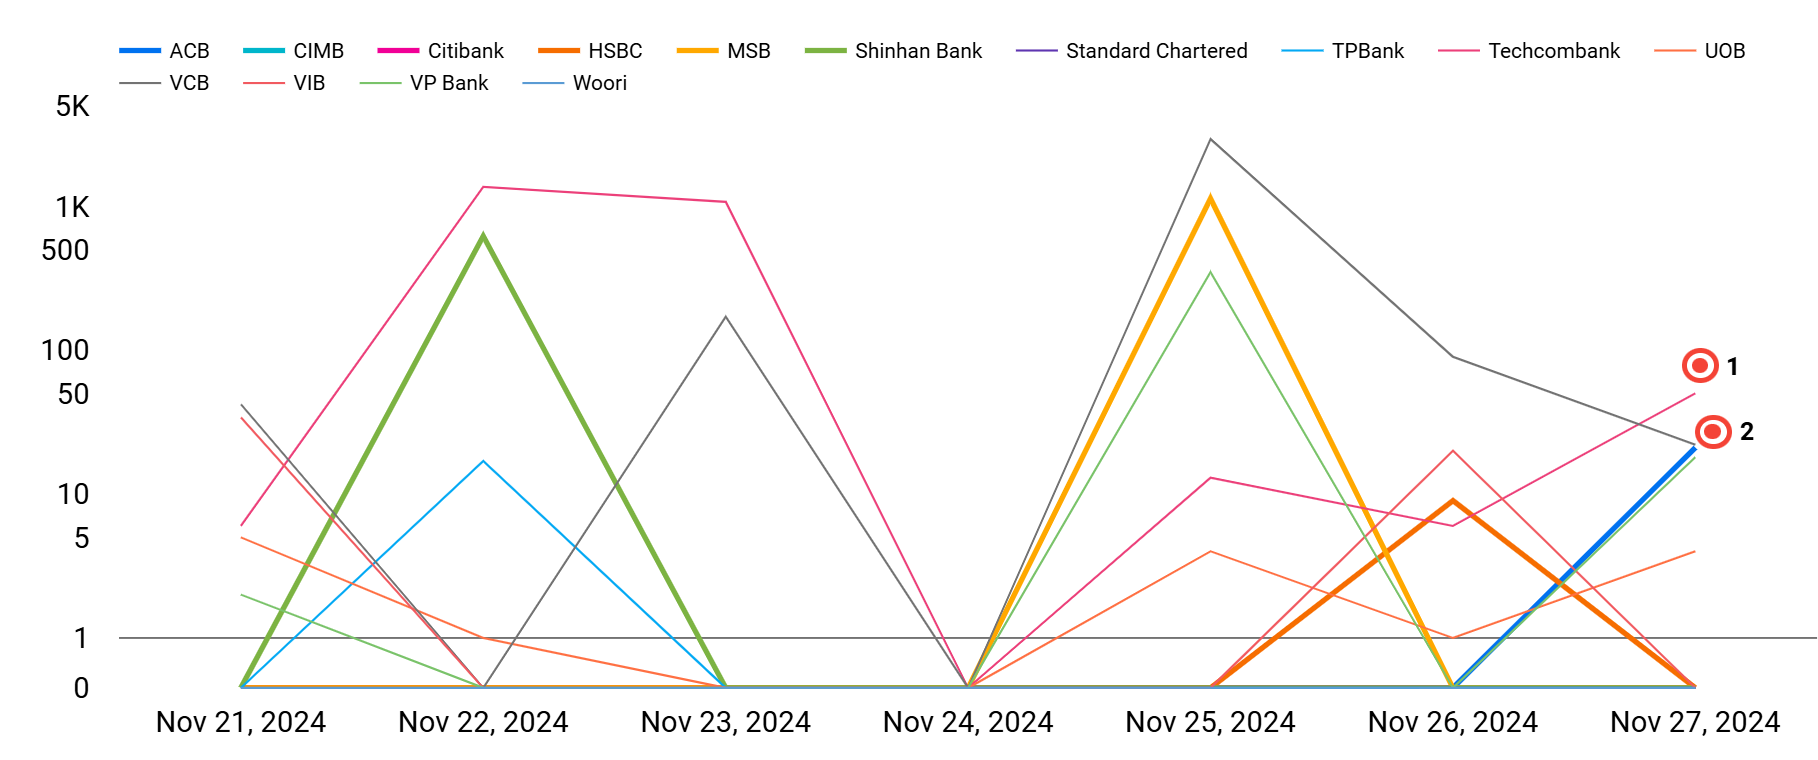 ACB CIMB Citibank HSBC MSB Shinhan Bank Standard Chartered TPBank Techcombank UOB
VCB VIB VP Bank Woori
5K
1K
500
100
50
10
5
1
0
1
2
Nov 21, 2024 Nov 22, 2024 Nov 23, 2024 Nov 24, 2024 Nov 25, 2024 Nov 26, 2024 Nov 27, 2024